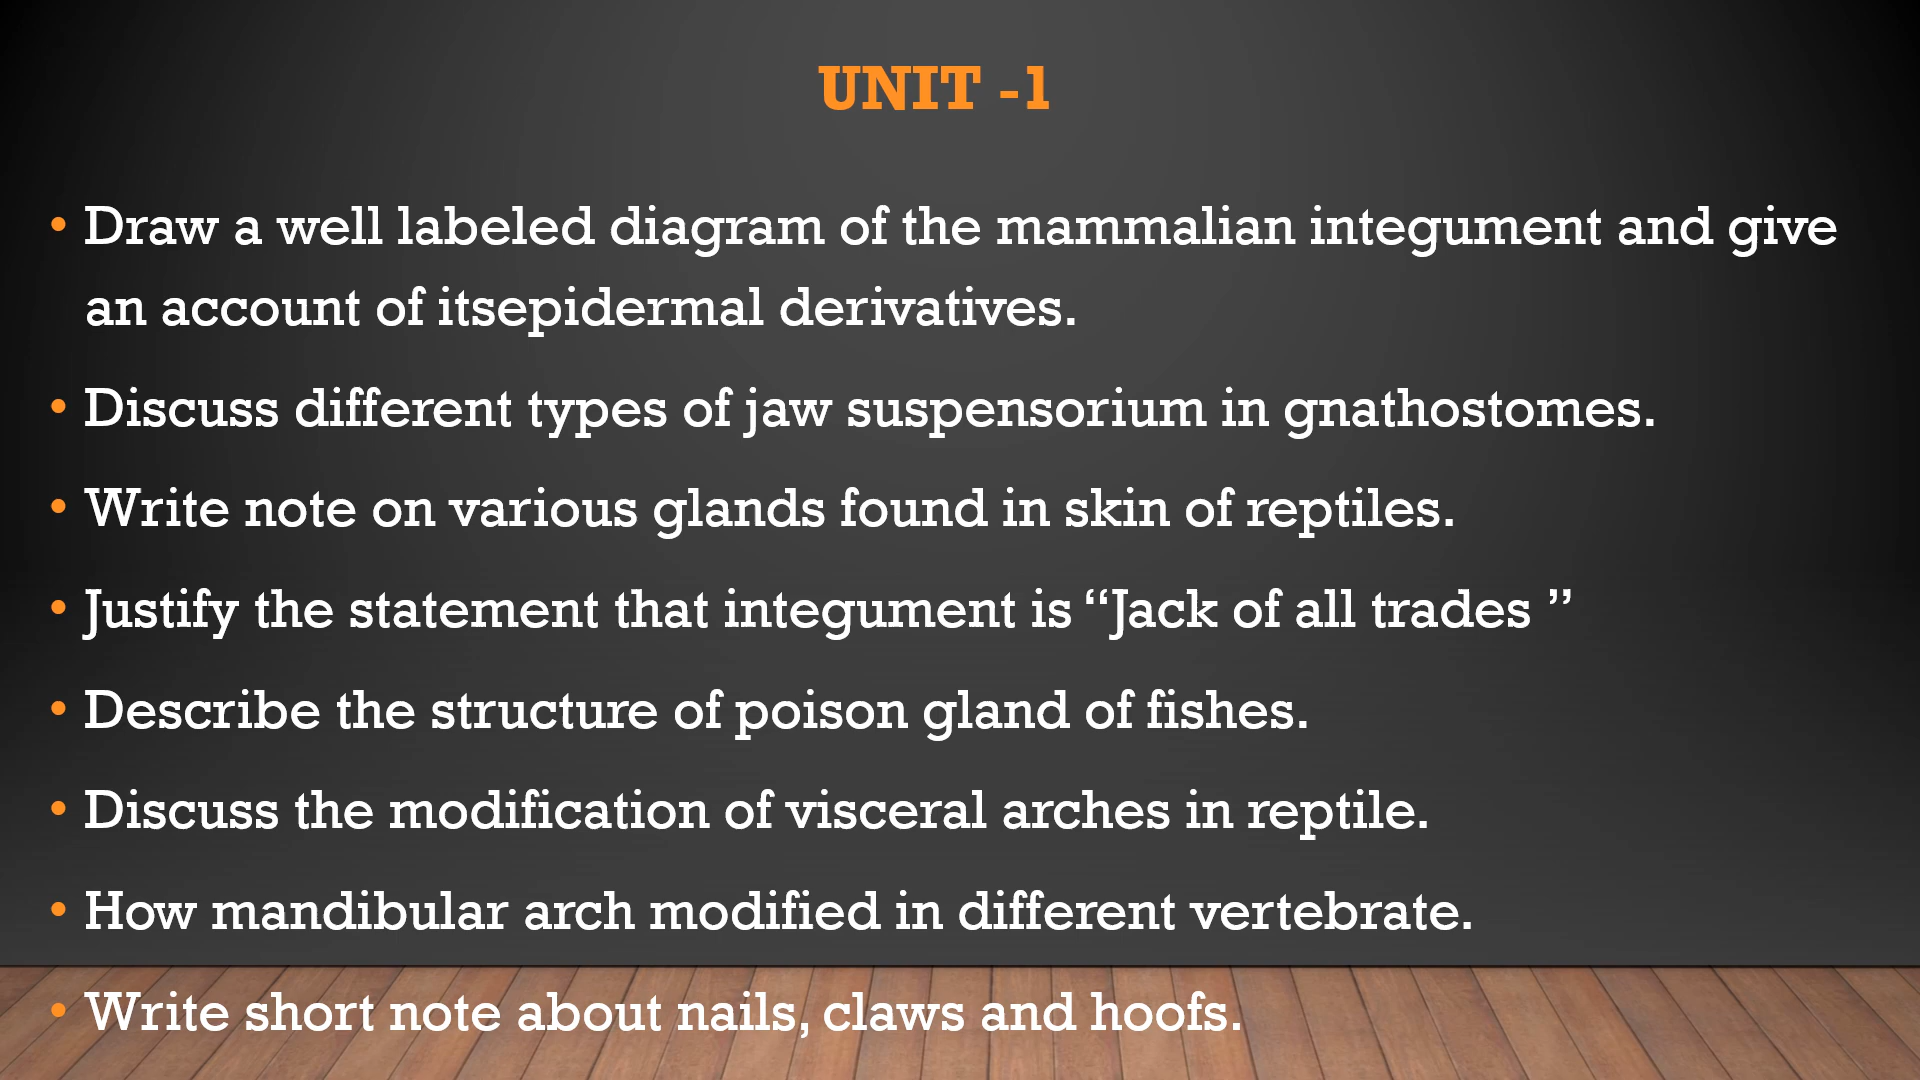 UNIT -1
• Draw a well labeled diagram of the mammalian integument and give
an account of itsepidermal derivatives.
• Discuss different types of jaw suspensorium in gnathostomes.
• Write note on various glands found in skin of reptiles.
• Justify the statement that integument is “Jack of all trades ”
• Describe the structure of poison gland of fishes.
• Discuss the modification of visceral arches in reptile.
• How mandibular arch modified in different vertebrate.
• Write short note about nails, claws and hoofs.